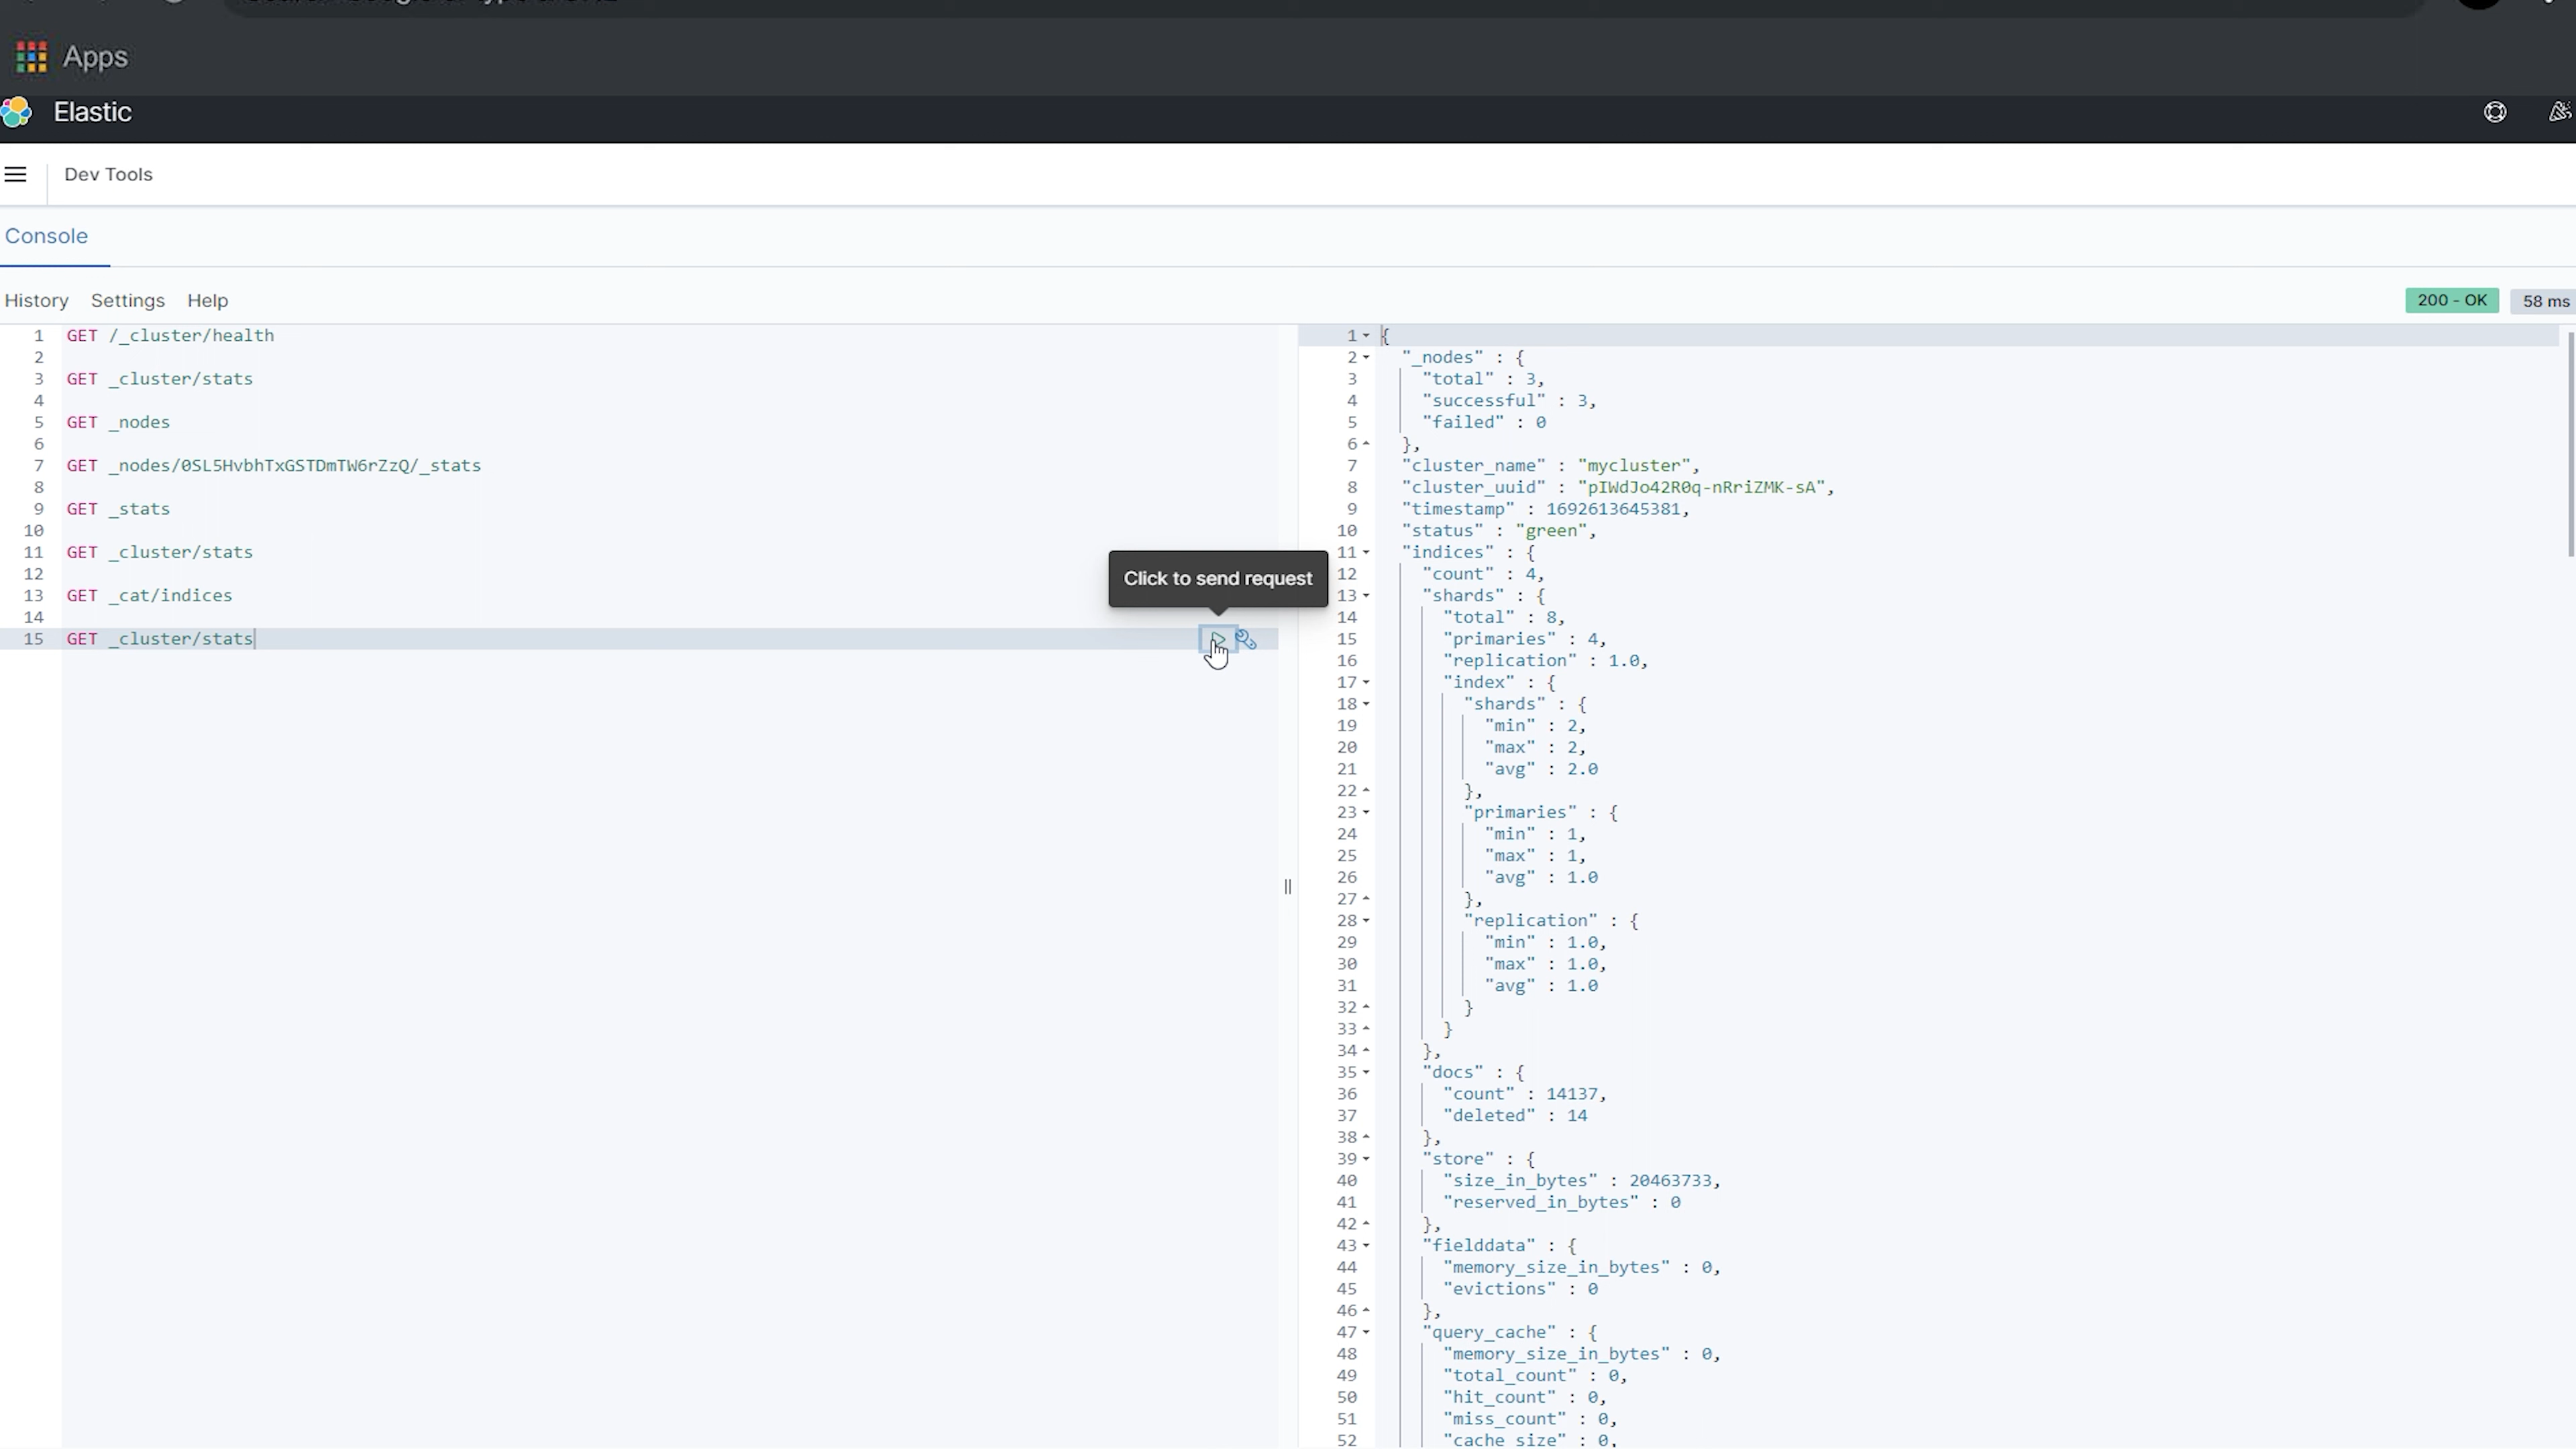 Apps
Elastic
Dev Tools
Console
History Settings Help
200 - OK 58 ms
1 GET /_cluster/health
2
3 GET _cluster/stats
4
5 GET _nodes
6
7 GET _nodes/0SL5HvbhTxGSTDmTW6rZzQ/_stats
8
9 GET _stats
10
11 GET _cluster/stats
12
13 GET _cat/indices
14
15 GET _cluster/stats
Click to send request
1 {
2 "_nodes" : {
3 "total" : 3,
4 "successful" : 3,
5 "failed" : 0
6 },
7 "cluster_name" : "mycluster",
8 "cluster_uuid" : "pIWdJo42R0q-nRriZMK-sA",
9 "timestamp" : 1692613645381,
10 "status" : "green",
11 "indices" : {
12 "count" : 4,
13 "shards" : {
14 "total" : 8,
15 "primaries" : 4,
16 "replication" : 1.0,
17 "index" : {
18 "shards" : {
19 "min" : 2,
20 "max" : 2,
21 "avg" : 2.0
22 },
23 "primaries" : {
24 "min" : 1,
25 "max" : 1,
26 "avg" : 1.0
27 },
28 "replication" : {
29 "min" : 1.0,
30 "max" : 1.0,
31 "avg" : 1.0
32 }
33 }
34 },
35 "docs" : {
36 "count" : 14137,
37 "deleted" : 14
38 },
39 "store" : {
40 "size_in_bytes" : 20463733,
41 "reserved_in_bytes" : 0
42 },
43 "fielddata" : {
44 "memory_size_in_bytes" : 0,
45 "evictions" : 0
46 },
47 "query_cache" : {
48 "memory_size_in_bytes" : 0,
49 "total_count" : 0,
50 "hit_count" : 0,
51 "miss_count" : 0,
52 "cache_size" : 0,